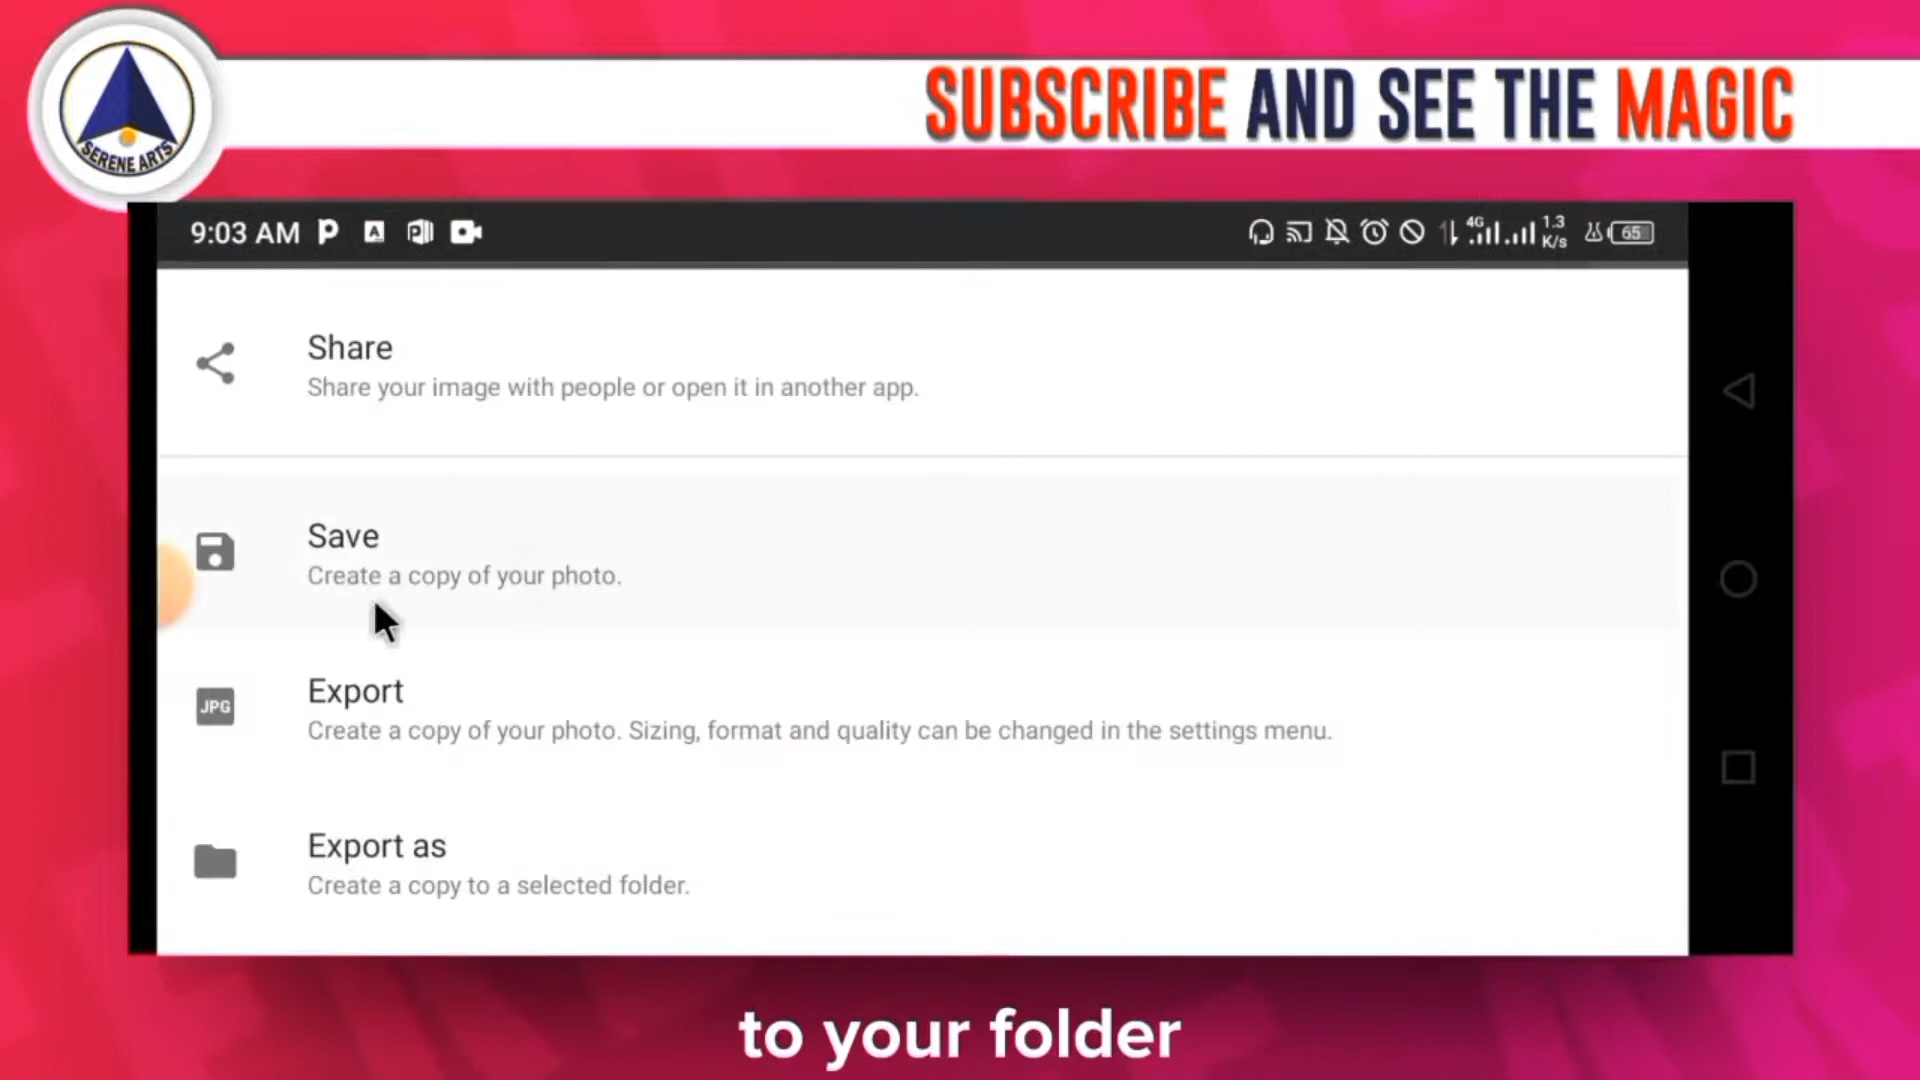 SUBSCRIBE AND SEE THE MAGIC
SERENE ARTS
9:03 AM
4G
1.3
K/s
65
Share
Share your image with people or open it in another app.
Save
Create a copy of your photo.
JPG
Export
Create a copy of your photo. Sizing, format and quality can be changed in the settings menu.
Export as
Create a copy to a selected folder.
to your folder